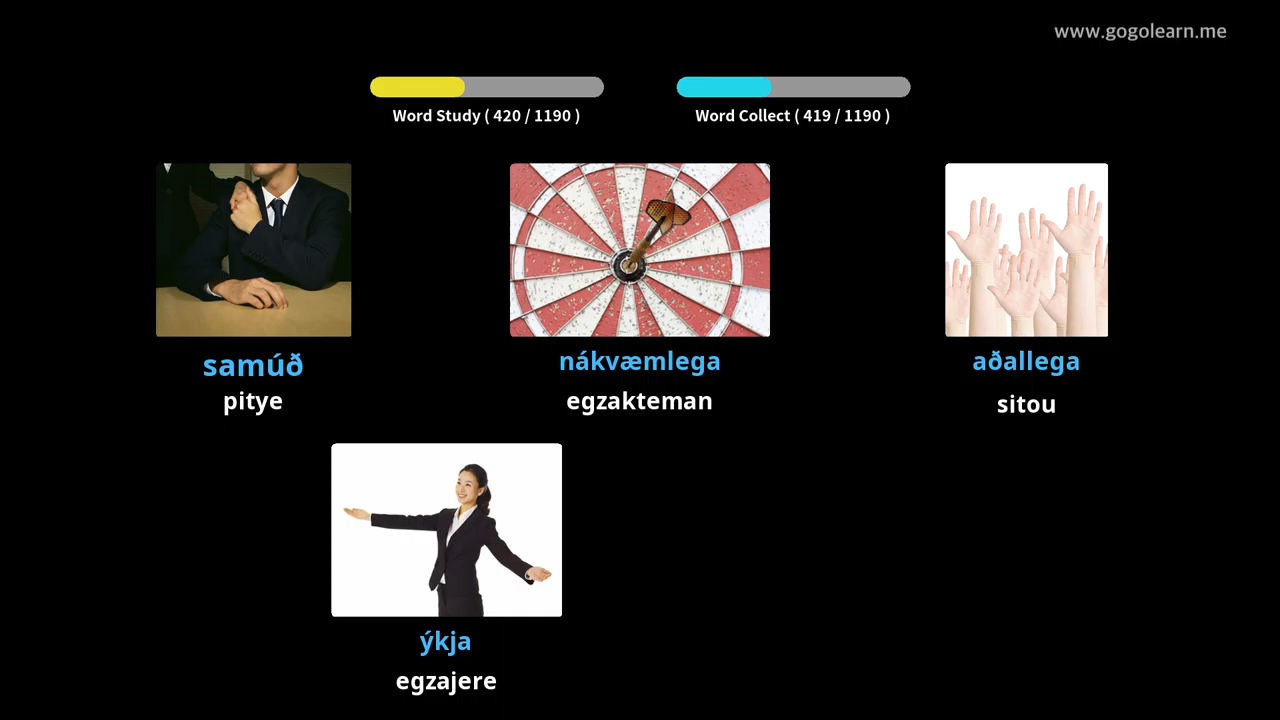 www.gogolearn.me
Word Study ( 420 / 1190 )
Word Collect ( 419 / 1190 )
samúð
pitye
nákvæmlega
egzakteman
aðallega
sitou
ýkja
egzajere